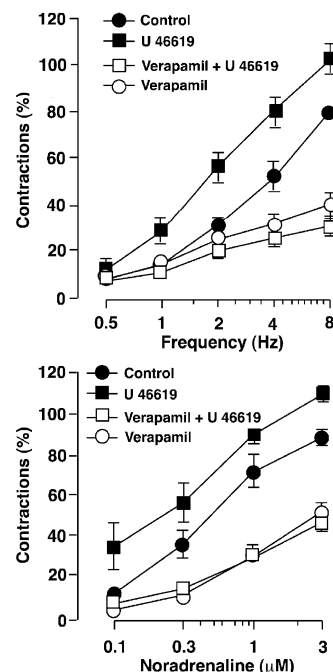 Control
U 46619
Verapamil + U 46619
Verapamil
Contractions (%)
120
100
80
60
40
20
0
0.5 1 2 4 8
Frequency (Hz)
Control
U 46619
Verapamil + U 46619
Verapamil
Contractions (%)
120
100
80
60
40
20
0
0.1 0.3 1 3
Noradrenaline (μM)